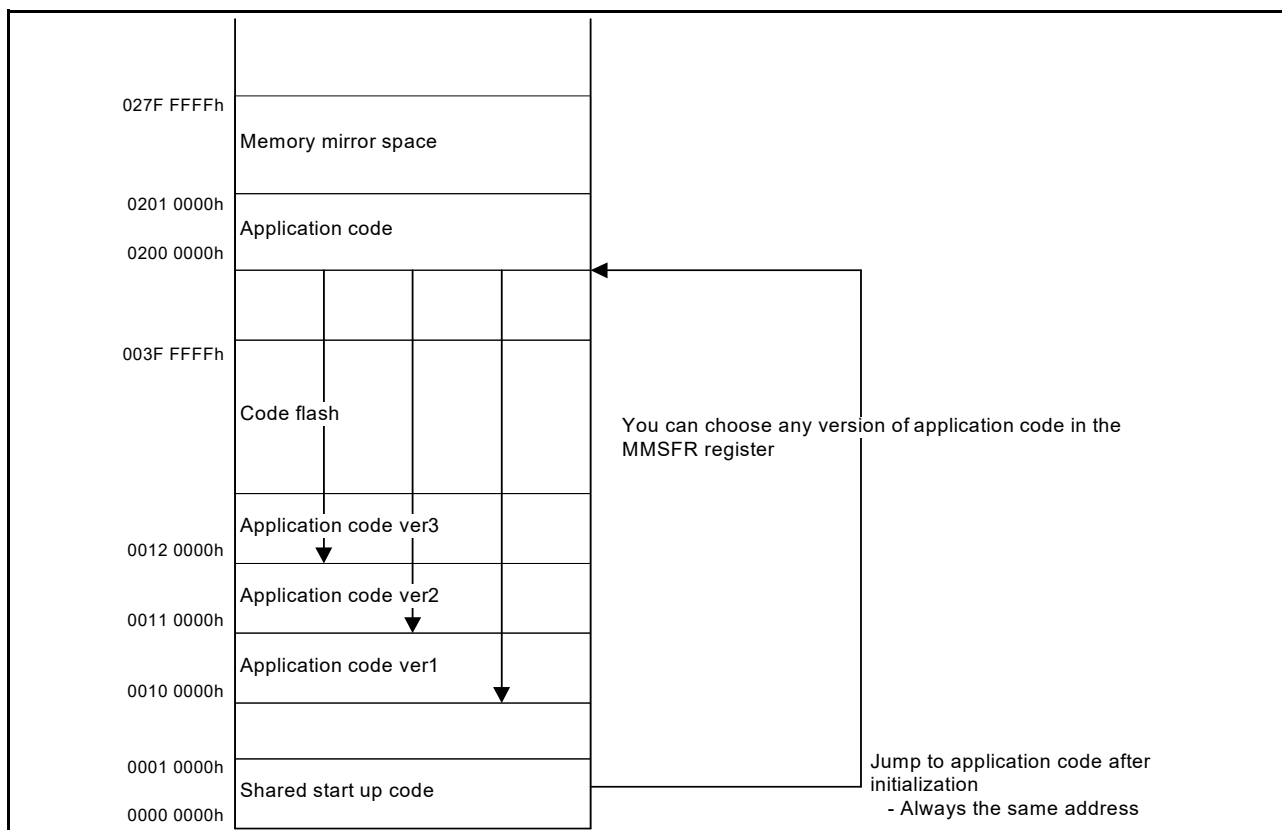 027F FFFFh
Memory mirror space
0201 0000h
Application code
0200 0000h
003F FFFFh
Code flash
You can choose any version of application code in the
MMSFR register
Application code ver3
0012 0000h
Application code ver2
0011 0000h
Application code ver1
0010 0000h
0001 0000h
Shared start up code
0000 0000h
Jump to application code after
initialization
- Always the same address